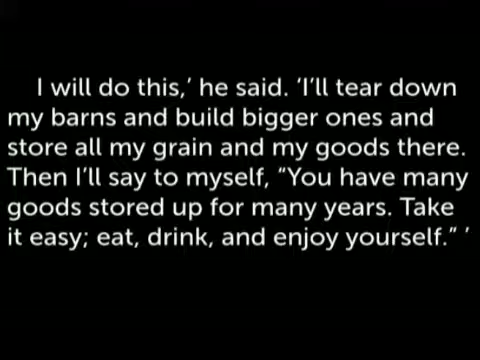 I will do this,’ he said. ‘I’ll tear down
my barns and build bigger ones and
store all my grain and my goods there.
Then I’ll say to myself, “You have many
goods stored up for many years. Take
it easy; eat, drink, and enjoy yourself.” ’